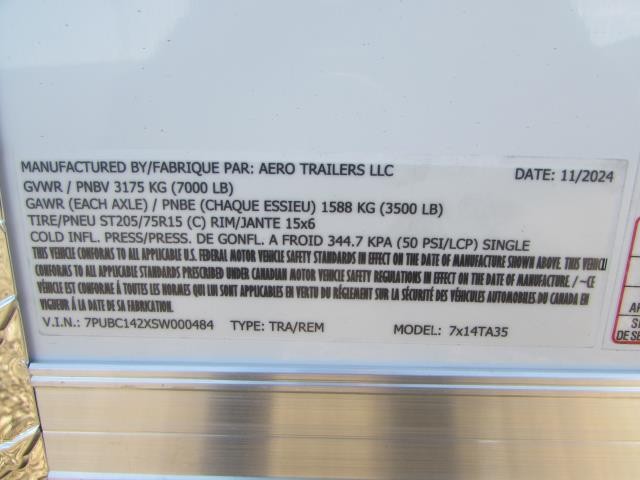 MANUFACTURED BY/FABRIQUE PAR: AERO TRAILERS LLC DATE: 11/2024
GVWR / PNBV 3175 KG (7000 LB)
GAWR (EACH AXLE) / PNBE (CHAQUE ESSIEU) 1588 KG (3500 LB)
TIRE/PNEU ST205/75R15 (C) RIM/JANTE 15x6
COLD INFL. PRESS/PRESS. DE GONFL. A FROID 344.7 KPA (50 PSI/LCP) SINGLE
THIS VEHICLE CONFORMS TO ALL APPLICABLE U.S. FEDERAL MOTOR VEHICLE SAFETY STANDARDS IN EFFECT ON THE DATE OF MANUFACTURE SHOWN ABOVE. THIS VEHICLE
CONFORMS TO ALL APPLICABLE STANDARDS PRESCRIBED UNDER CANADIAN MOTOR VEHICLE SAFETY REGULATIONS IN EFFECT ON THE DATE OF MANUFACTURE. / ~CE
VÉHICLE EST CONFORME À TOUTES LES NORMES QUI LUI SONT APPLICABLES EN VERTU DU RÉGLEMENT SUR LA SÉCURITÉ DES VÉHICULES AUTOMOBILES DU CANADA EN
VIGUEUR À LA DATE DE SA FABRICATION.
V.I.N.: 7PUBC142XSW000484 TYPE: TRA/REM MODEL: 7x14TA35